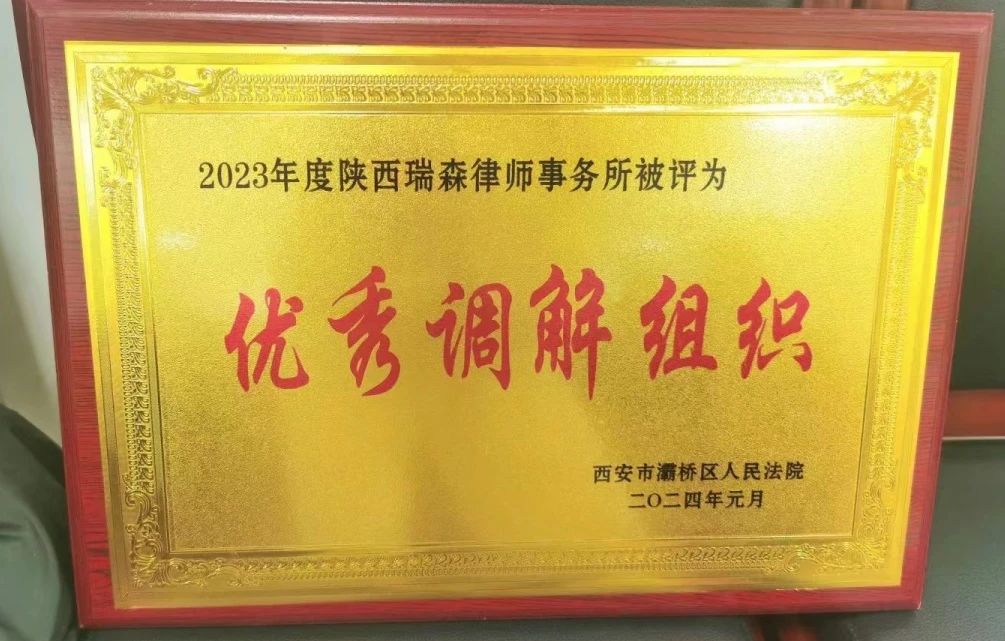 2023年度陕西瑞森律师事务所被评为
优秀调解组织
西安市灞桥区人民法院
二〇二四年元月